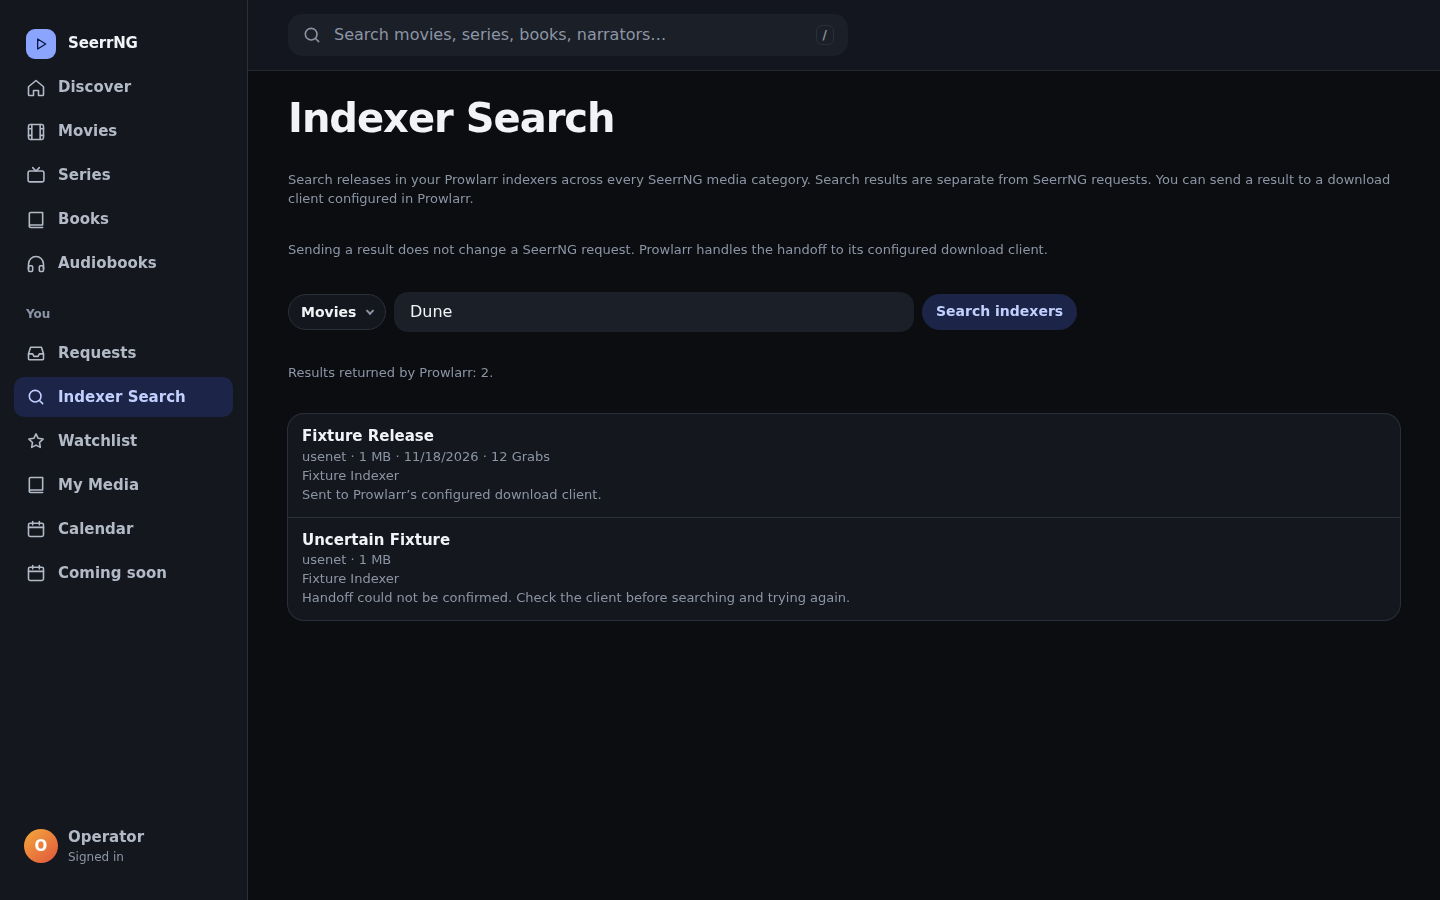 SeerrNG
Discover
Movies
Series
Books
Audiobooks
You
Requests
Indexer Search
Watchlist
My Media
Calendar
Coming soon
O
Operator
Signed in
Search movies, series, books, narrators…
/
Indexer Search
Search releases in your Prowlarr indexers across every SeerrNG media category. Search results are separate from SeerrNG requests. You can send a result to a download
client configured in Prowlarr.
Sending a result does not change a SeerrNG request. Prowlarr handles the handoff to its configured download client.
Movies
Dune
Search indexers
Results returned by Prowlarr: 2.
Fixture Release
usenet · 1 MB · 11/18/2026 · 12 Grabs
Fixture Indexer
Sent to Prowlarr’s configured download client.
Uncertain Fixture
usenet · 1 MB
Fixture Indexer
Handoff could not be confirmed. Check the client before searching and trying again.